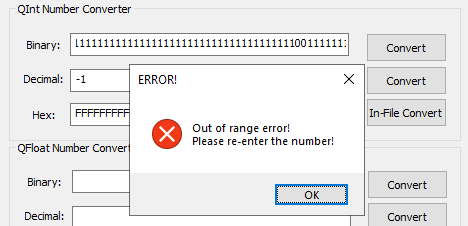 QInt Number Converter
Binary:
Convert
Decimal: -1
Convert
Hex: FFFFFFFFF
In-File Convert
ERROR!
Out of range error!
Please re-enter the number!
OK
QFloat Number Convert
Binary:
Convert
Decimal:
Convert